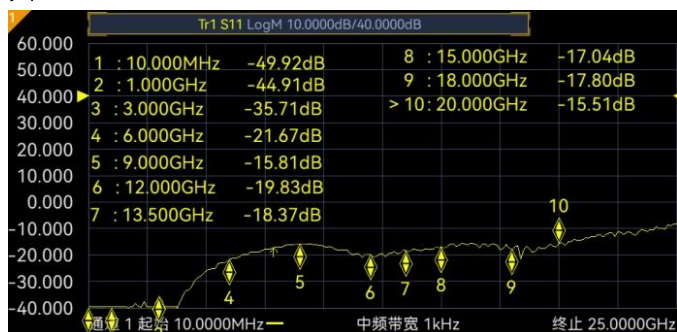 1
Tr1 S11 LogM 10.0000dB/40.0000dB
60.000
50.000
40.000
30.000
20.000
10.000
0.000
-10.000
-20.000
-30.000
-40.000
1 : 10.000MHz -49.92dB
2 : 1.000GHz -44.91dB
3 : 3.000GHz -35.71dB
4 : 6.000GHz -21.67dB
5 : 9.000GHz -15.81dB
6 : 12.000GHz -19.83dB
7 : 13.500GHz -18.37dB
8 : 15.000GHz -17.04dB
9 : 18.000GHz -17.80dB
> 10: 20.000GHz -15.51dB
4
5
6
7
8
9
10
通道 1 起始 10.0000MHz
中频带宽 1kHz
终止 25.0000GHz